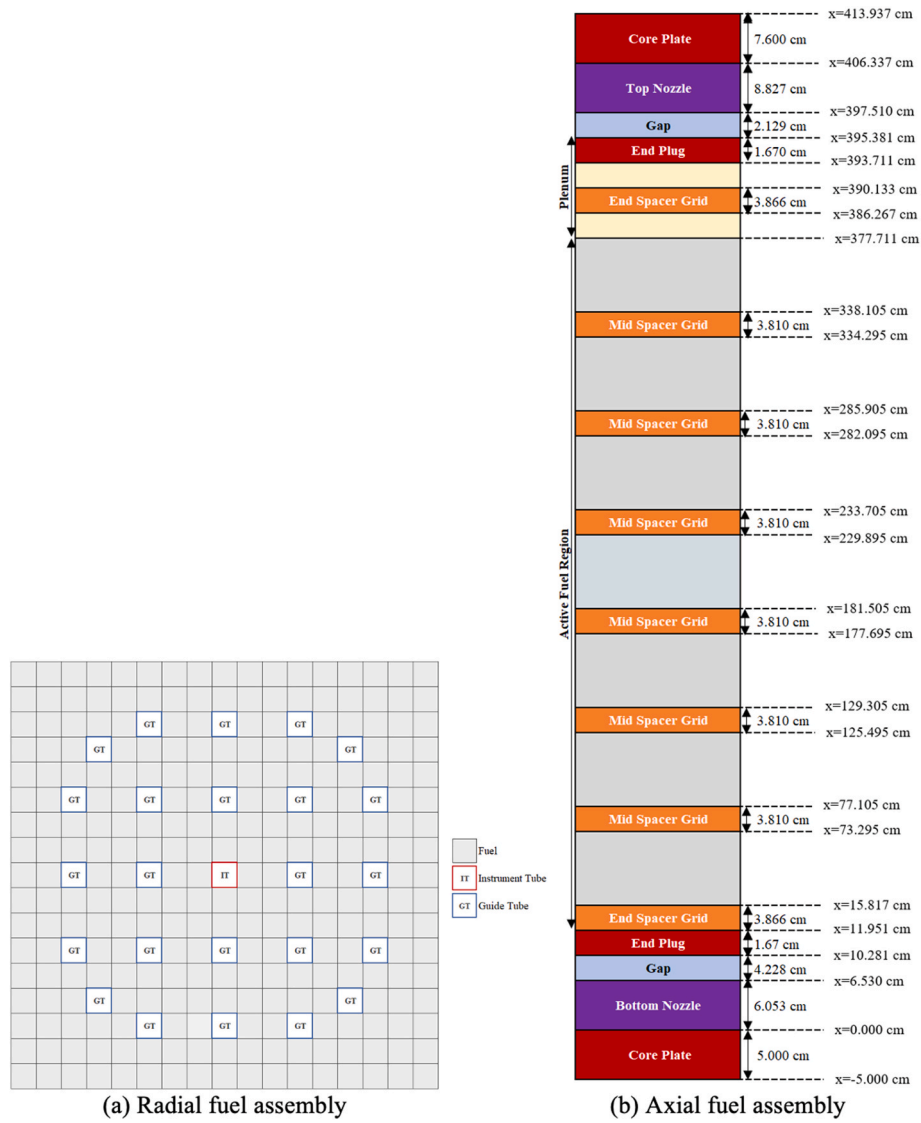 x=413.937 cm
Core Plate
7.600 cm
x=406.337 cm
Top Nozzle
8.827 cm
x=397.510 cm
Gap
2.129 cm
x=395.381 cm
End Plug
1.670 cm
x=393.711 cm
Plenum
x=390.133 cm
End Spacer Grid
3.866 cm
x=386.267 cm
x=377.711 cm
x=338.105 cm
Mid Spacer Grid
3.810 cm
x=334.295 cm
x=285.905 cm
Mid Spacer Grid
3.810 cm
x=282.095 cm
x=233.705 cm
Mid Spacer Grid
3.810 cm
x=229.895 cm
Active Fuel Region
x=181.505 cm
Mid Spacer Grid
3.810 cm
x=177.695 cm
x=129.305 cm
Mid Spacer Grid
3.810 cm
x=125.495 cm
x=77.105 cm
Mid Spacer Grid
3.810 cm
x=73.295 cm
x=15.817 cm
End Spacer Grid
3.866 cm
x=11.951 cm
End Plug
1.67 cm
x=10.281 cm
Gap
4.228 cm
x=6.530 cm
Bottom Nozzle
6.053 cm
x=0.000 cm
Core Plate
5.000 cm
x=-5.000 cm
GT GT GT
GT GT
GT GT GT GT GT
GT GT IT GT GT
GT GT GT GT GT
GT GT
GT GT GT
Fuel
IT Instrument Tube
GT Guide Tube
(a) Radial fuel assembly
(b) Axial fuel assembly